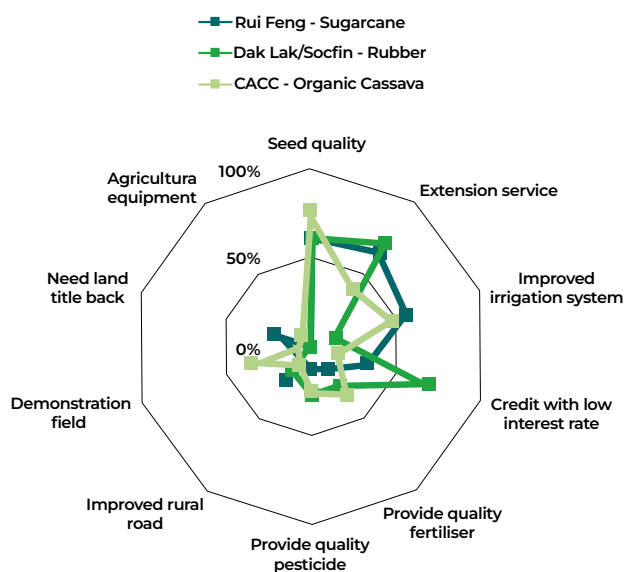 Rui Feng - Sugarcane
Dak Lak/Socfin - Rubber
CACC - Organic Cassava
Seed quality
100%
Agricultura
equipment
Extension service
50%
Need land
title back
Improved
irrigation system
0%
Demonstration
field
Credit with low
interest rate
Improved rural
road
Provide quality
fertiliser
Provide quality
pesticide